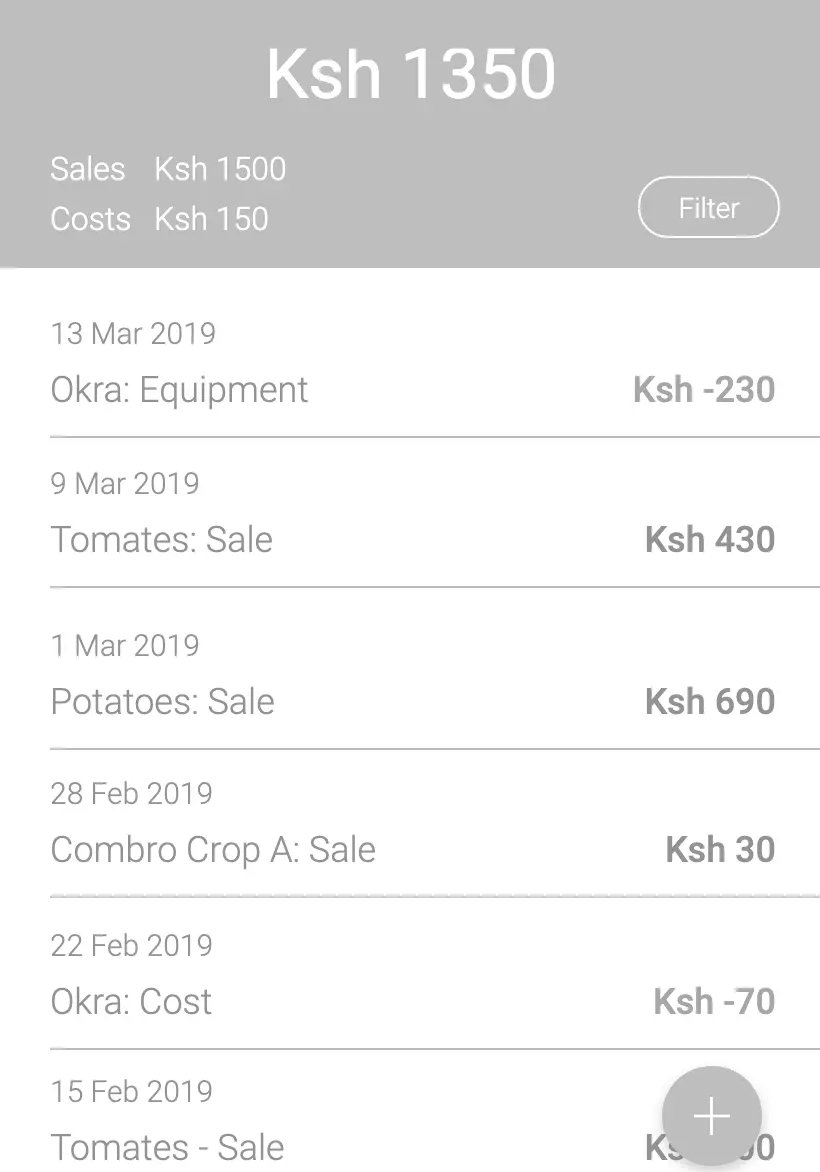 Ksh 1350
Sales Ksh 1500
Costs Ksh 150
Filter
13 Mar 2019
Okra: Equipment Ksh -230
9 Mar 2019
Tomates: Sale Ksh 430
1 Mar 2019
Potatoes: Sale Ksh 690
28 Feb 2019
Combro Crop A: Sale Ksh 30
22 Feb 2019
Okra: Cost Ksh -70
15 Feb 2019
Tomates - Sale